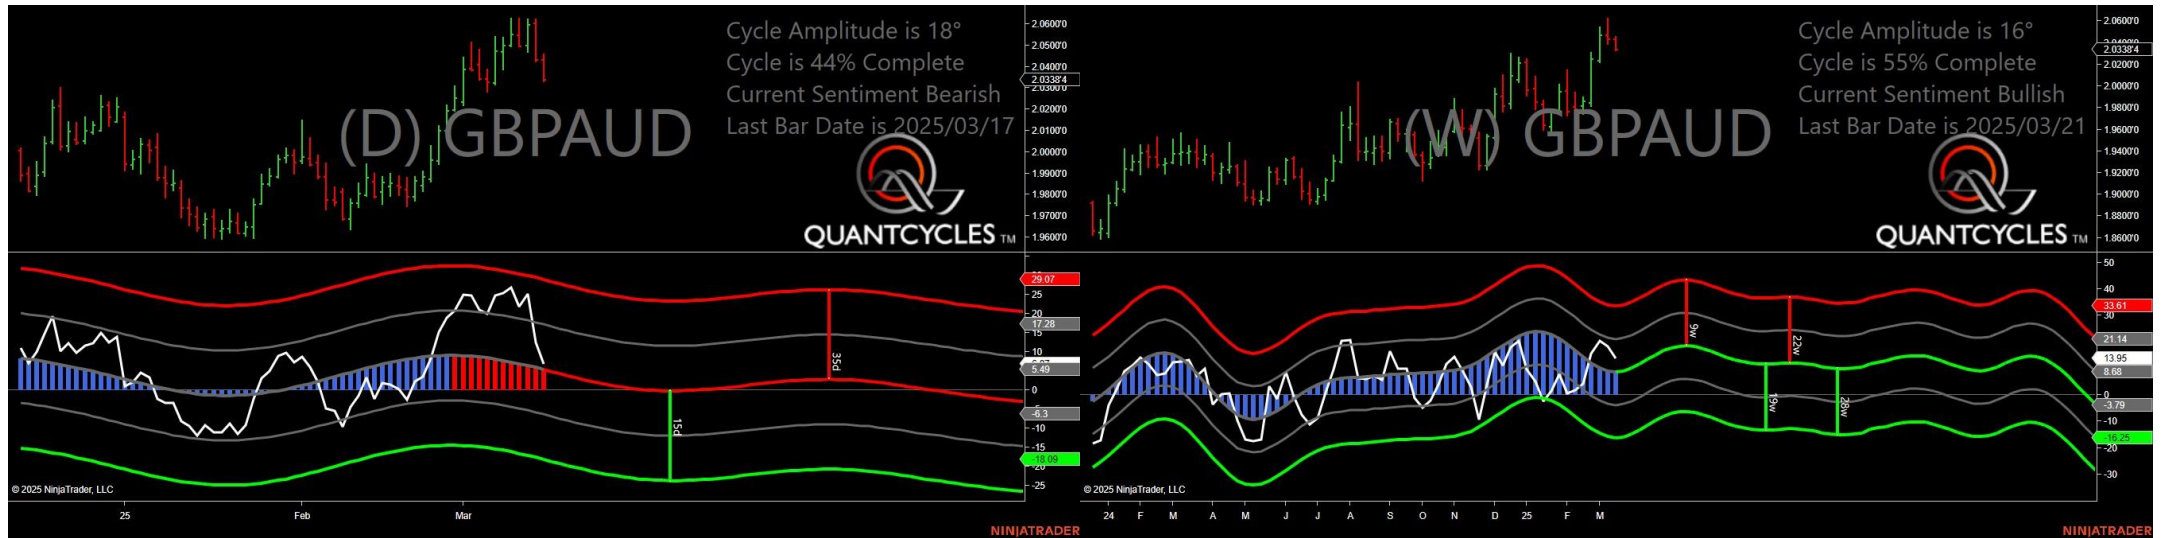 Cycle Amplitude is 18°
Cycle is 44% Complete
Current Sentiment Bearish
Last Bar Date is 2025/03/17
(D) GBPAUD
QUANTCYCLES TM
2.0600'0
2.0500'0
2.0400'0
2.0338'4
2.0300'0
2.0200'0
2.0100'0
2.0000'0
1.9900'0
1.9800'0
1.9700'0
1.9600'0
29.07
25
20
17.28
10
5.49
0
-6.3
-10
-15
-18.09
-20
-25
35d
15d
© 2025 NinjaTrader, LLC
25 Feb Mar
NINJATRADER
Cycle Amplitude is 16°
Cycle is 55% Complete
Current Sentiment Bullish
Last Bar Date is 2025/03/21
(W) GBPAUD
QUANTCYCLES TM
2.0600'0
2.0338'4
2.0200'0
2.0000'0
1.9800'0
1.9600'0
1.9400'0
1.9200'0
1.9000'0
1.8800'0
1.8600'0
50
40
33.61
30
21.14
13.95
8.68
0
-3.79
-10
-16.25
-20
-30
9w
22w
19w
28w
© 2025 NinjaTrader, LLC
24 F M A M J J A S O N D 25 F M
NINJATRADER